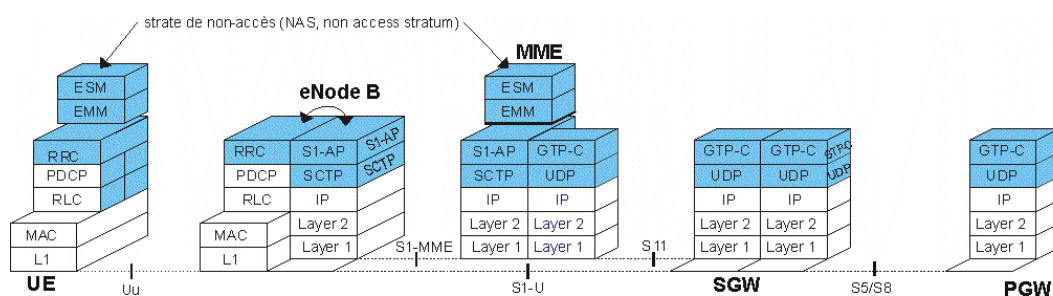 strate de non-accès (NAS, non access stratum)
MME
ESM
EMM
eNode B
ESM
EMM
RRC
PDCP
RLC
MAC
L1
UE
Uu
RRC
PDCP
RLC
MAC
L1
S1-AP
SCTP
IP
Layer 2
Layer 1
S1-AP
SCTP
S1-MME
S1-AP
SCTP
IP
Layer 2
Layer 1
GTP-C
UDP
IP
Layer 2
Layer 1
S1-U
S11
GTP-C
UDP
IP
Layer 2
Layer 1
GTP-C
UDP
IP
Layer 2
Layer 1
GTP-C
UDP
SGW
S5/S8
GTP-C
UDP
IP
Layer 2
Layer 1
PGW